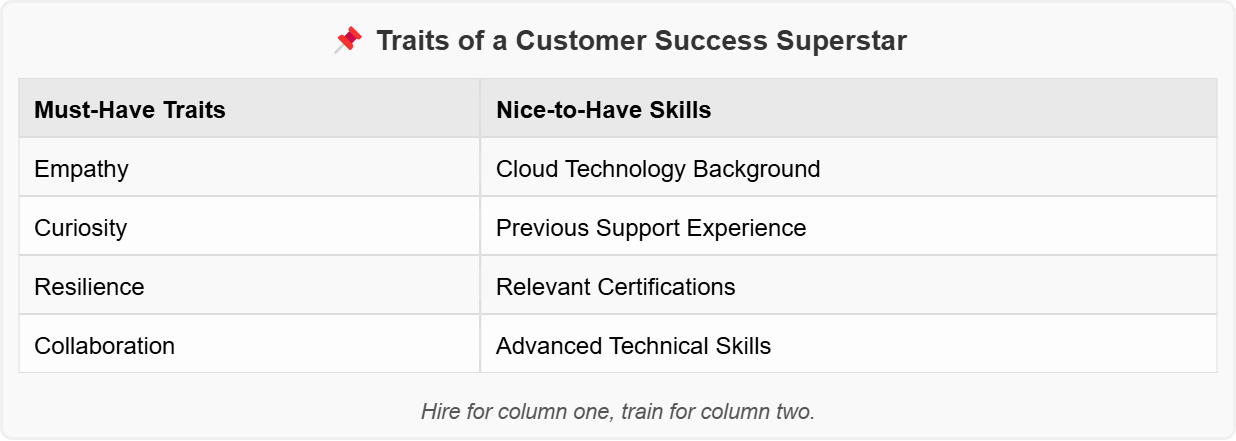 Traits of a Customer Success Superstar
Must-Have Traits Nice-to-Have Skills
Empathy Cloud Technology Background
Curiosity Previous Support Experience
Resilience Relevant Certifications
Collaboration Advanced Technical Skills
Hire for column one, train for column two.